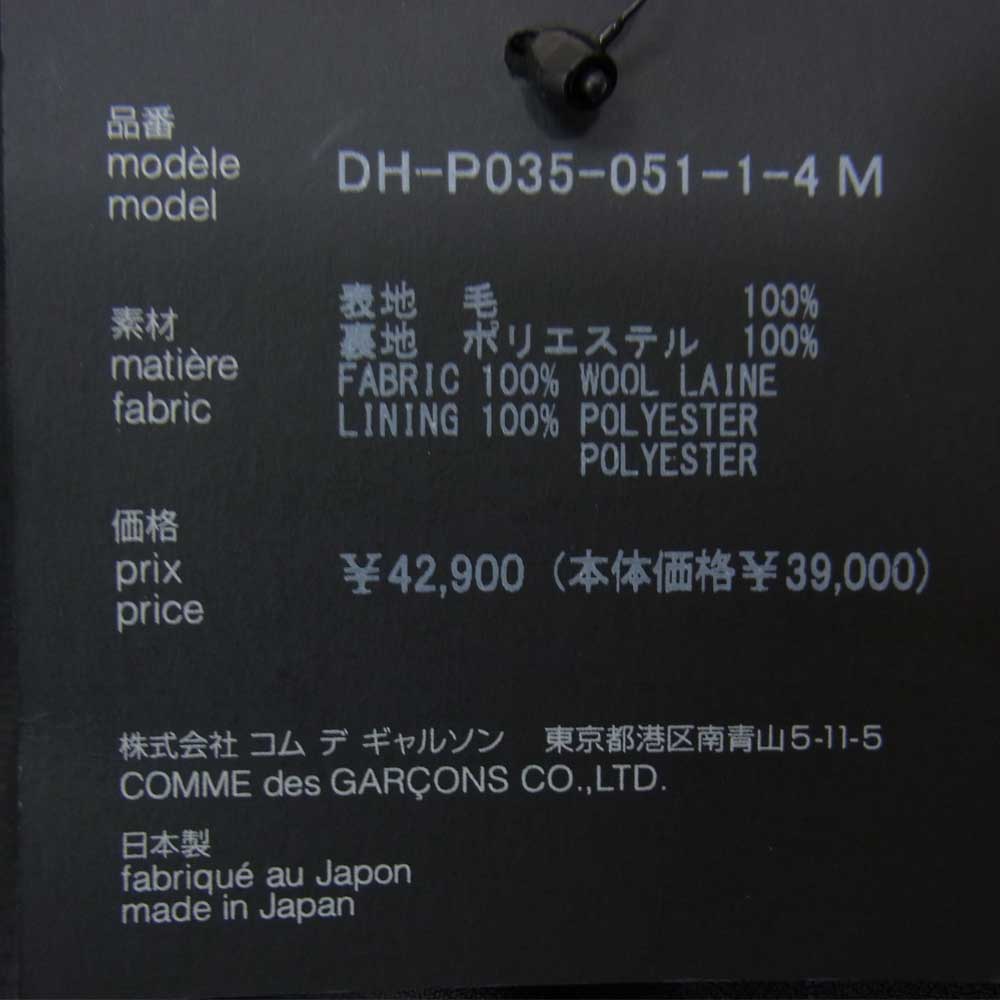 品番
modèle
model
DH-P035-051-1-4 M
素材
matière
fabric
表地 毛 100%
裏地 ポリエステル 100%
FABRIC 100% WOOL LAINE
LINING 100% POLYESTER
POLYESTER
価格
prix
price
¥42,900 (本体価格¥39,000)
株式会社 コム デ ギャルソン 東京都港区南青山5-11-5
COMME des GARÇONS CO.,LTD.
日本製
fabriqué au Japon
made in Japan